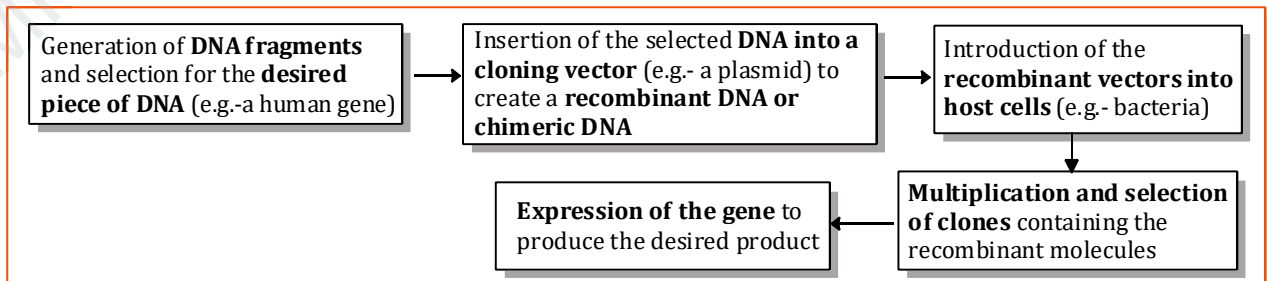 Generation of DNA fragments
and selection for the desired
piece of DNA (e.g.-a human gene)
Insertion of the selected DNA into a
cloning vector (e.g.- a plasmid) to
create a recombinant DNA or
chimeric DNA
Introduction of the
recombinant vectors into
host cells (e.g.- bacteria)
Multiplication and selection
of clones containing the
recombinant molecules
Expression of the gene to
produce the desired product